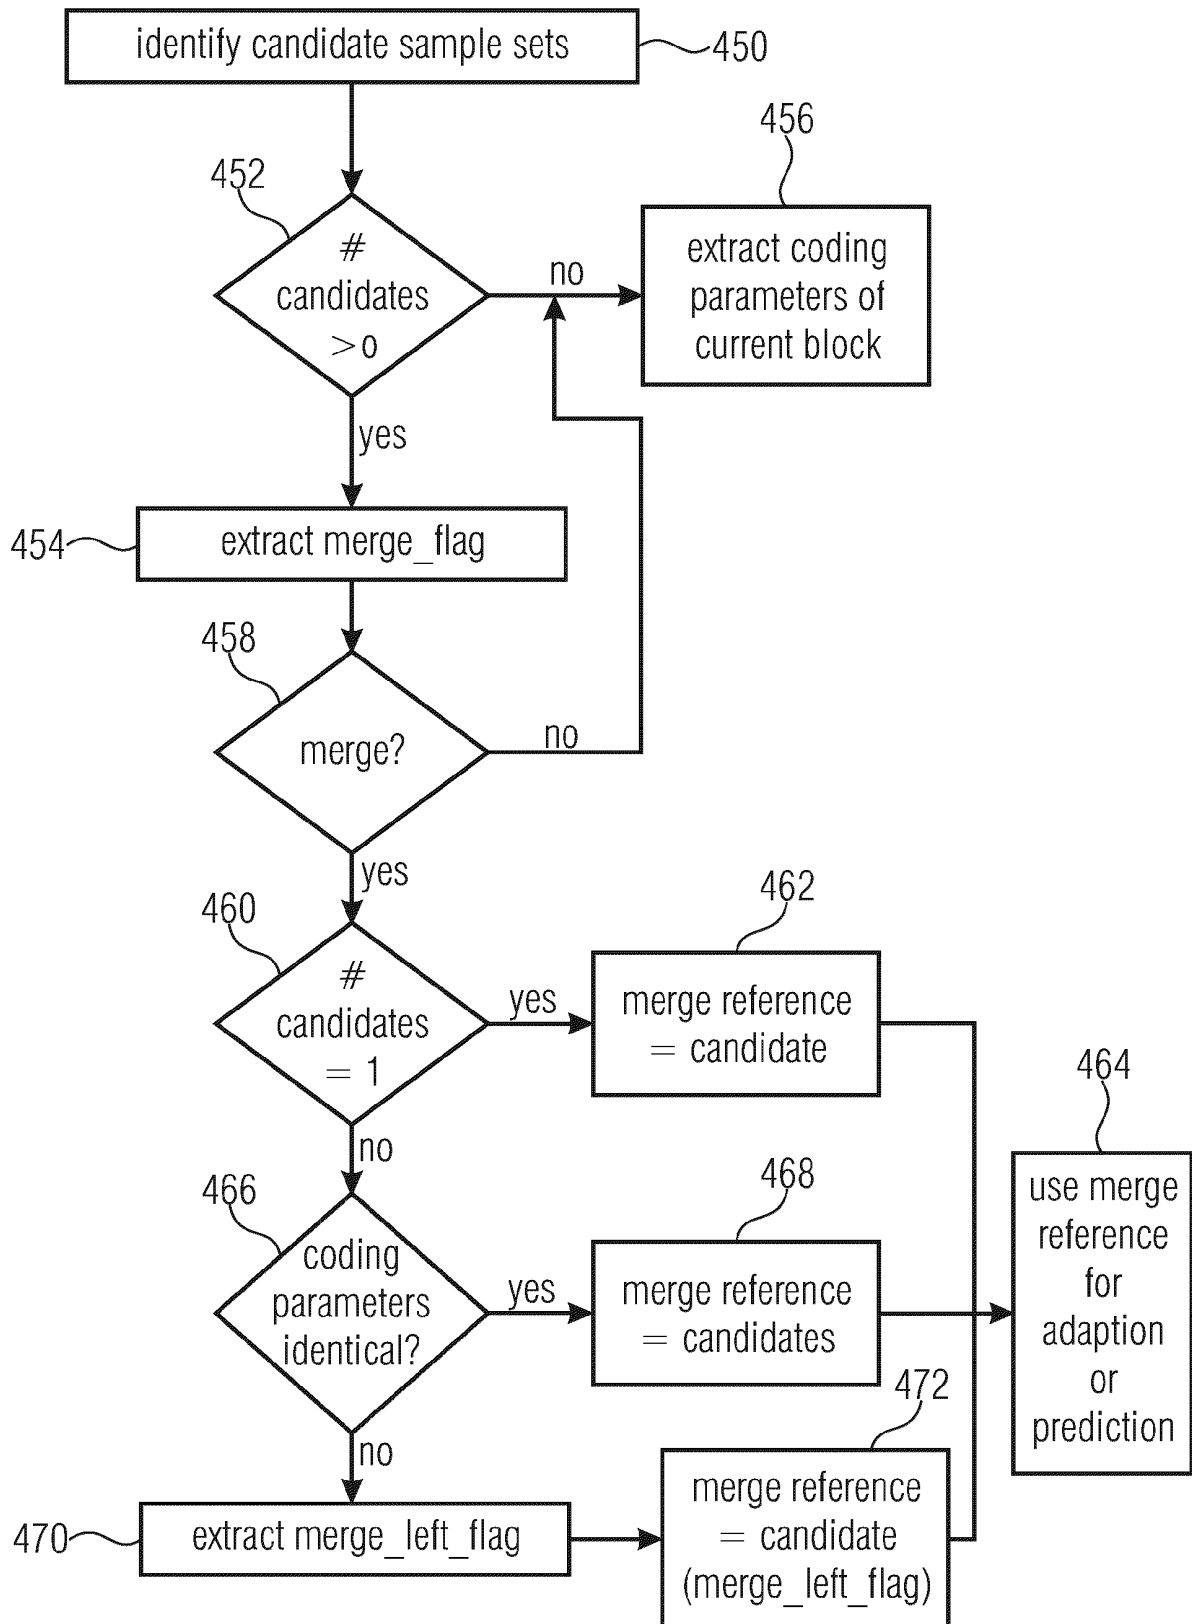 identify candidate sample sets
450
456
452
#
candidates
>o
no
extract coding
parameters of
current block
yes
454
extract merge_flag
458
merge?
no
yes
460
462
#
candidates
= 1
yes
merge reference
= candidate
464
no
466
468
coding
parameters
identical?
yes
merge reference
= candidates
use merge
reference
for
adaption
or
prediction
472
no
470
extract merge_left_flag
merge reference
= candidate
(merge_left_flag)